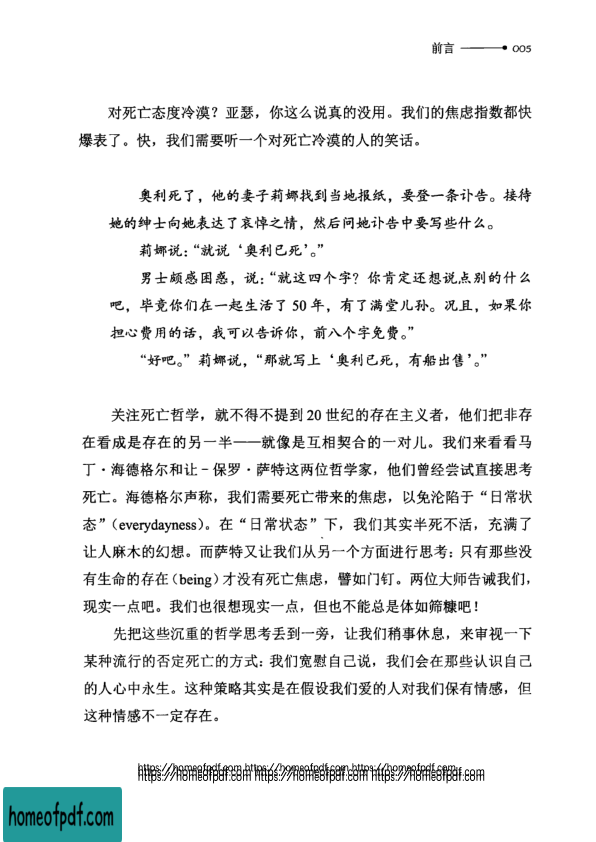 前言 005
对死亡态度冷漠？亚瑟，你这么说真的没用。我们的焦虑指数都快
爆表了。快，我们需要听一个对死亡冷漠的人的笑话。
奥利死了，他的妻子莉娜找到当地报纸，要登一条讣告。接待
她的绅士向她表达了哀悼之情，然后问她讣告中要写些什么。
莉娜说：“就说‘奥利已死’。”
男士颇感困惑，说：“就这四个字？你肯定还想说点别的什么
吧，毕竟你们在一起生活了 50 年，有了满堂儿孙。况且，如果你
担心费用的话，我可以告诉你，前八个字免费。”
“好吧。”莉娜说，“那就写上‘奥利已死，有船出售’。”
关注死亡哲学，就不得不提到 20 世纪的存在主义者，他们把非存
在看成是存在的另一半——就像是互相契合的一对儿。我们来看看马
丁·海德格尔和让–保罗·萨特这两位哲学家，他们曾经尝试直接思考
死亡。海德格尔声称，我们需要死亡带来的焦虑，以免沦陷于“日常状
态”（everydayness）。在“日常状态”下，我们其实半死不活，充满了
让人麻木的幻想。而萨特又让我们从另一个方面进行思考：只有那些没
有生命的存在（being）才没有死亡焦虑，譬如门钉。两位大师告诫我们，
现实一点吧。我们也很想现实一点，但也不能总是体如筛糠吧！
先把这些沉重的哲学思考丢到一旁，让我们稍事休息，来审视一下
某种流行的否定死亡的方式：我们宽慰自己说，我们会在那些认识自己
的人心中永生。这种策略其实是在假设我们爱的人对我们保有情感，但
这种情感不一定存在。
https://homeofpdf.com https://homeofpdf.com https://homeofpdf.com
https://homeofpdf.com https://homeofpdf.com https://homeofpdf.com
homeofpdf.com